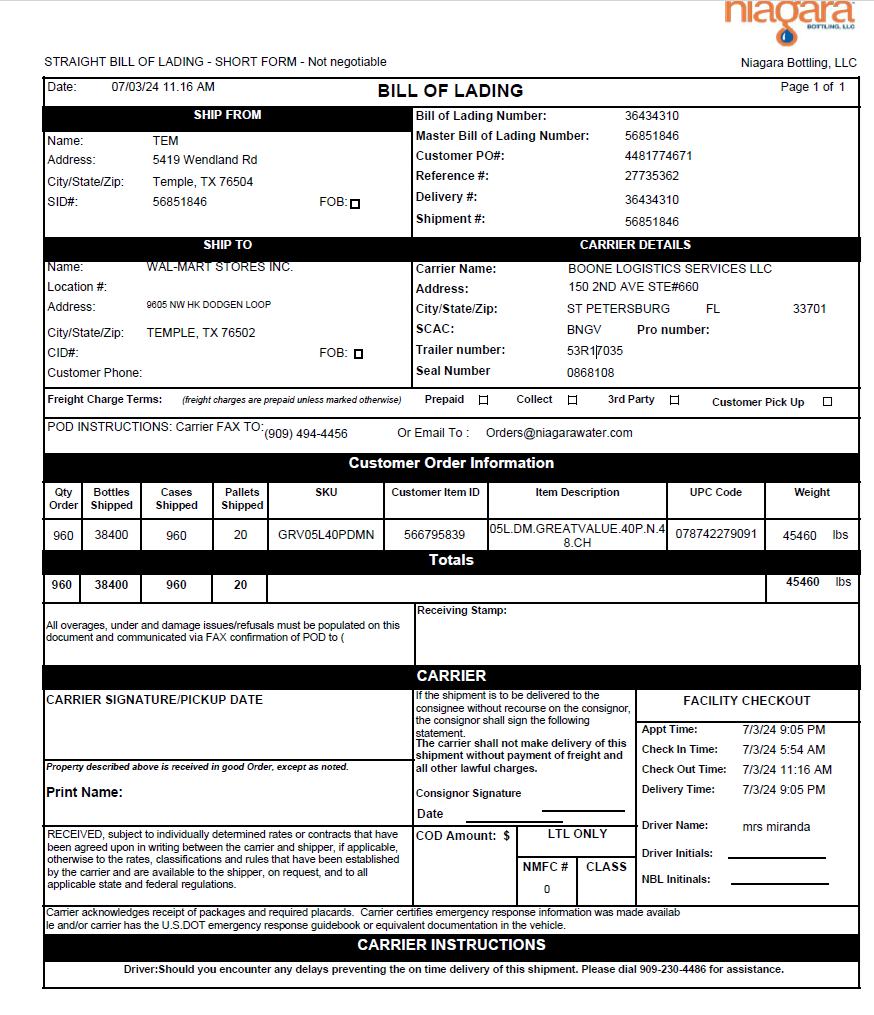 niagara
BOTTLING, LLC
STRAIGHT BILL OF LADING - SHORT FORM - Not negotiable
Niagara Bottling, LLC
Date: 07/03/24 11.16 AM
BILL OF LADING
Page 1 of 1
SHIP FROM
Name: TEM
Address: 5419 Wendland Rd
City/State/Zip: Temple, TX 76504
SID#: 56851846 FOB:
Bill of Lading Number: 36434310
Master Bill of Lading Number: 56851846
Customer PO#: 4481774671
Reference #: 27735362
Delivery #: 36434310
Shipment #: 56851846
SHIP TO
Name: WAL-MART STORES INC.
Location #:
Address: 9605 NW HK DODGEN LOOP
City/State/Zip: TEMPLE, TX 76502
CID#: FOB:
Customer Phone:
CARRIER DETAILS
Carrier Name: BOONE LOGISTICS SERVICES LLC
Address: 150 2ND AVE STE#660
City/State/Zip: ST PETERSBURG FL 33701
SCAC: BNGV Pro number:
Trailer number: 53R17035
Seal Number 0868108
Freight Charge Terms: (freight charges are prepaid unless marked otherwise) Prepaid Collect 3rd Party Customer Pick Up
POD INSTRUCTIONS: Carrier FAX TO: (909) 494-4456 Or Email To : Orders@niagarawater.com
Customer Order Information
Qty Order Bottles Shipped Cases Shipped Pallets Shipped SKU Customer Item ID Item Description UPC Code Weight
960 38400 960 20 GRV05L40PDMN 566795839 05L.DM.GREATVALUE.40P.N.4 8.CH 078742279091 45460 lbs
Totals
960 38400 960 20 45460 lbs
All overages, under and damage issues/refusals must be populated on this
document and communicated via FAX confirmation of POD to (
Receiving Stamp:
CARRIER
CARRIER SIGNATURE/PICKUP DATE
Property described above is received in good Order, except as noted.
Print Name:
If the shipment is to be delivered to the
consignee without recourse on the consignor,
the consignor shall sign the following
statement.
The carrier shall not make delivery of this
shipment without payment of freight and
all other lawful charges.
Consignor Signature
Date
FACILITY CHECKOUT
Appt Time: 7/3/24 9:05 PM
Check In Time: 7/3/24 5:54 AM
Check Out Time: 7/3/24 11:16 AM
Delivery Time: 7/3/24 9:05 PM
Driver Name: mrs miranda
Driver Initials:
NBL Initinals:
RECEIVED, subject to individually determined rates or contracts that have
been agreed upon in writing between the carrier and shipper, if applicable,
otherwise to the rates, classifications and rules that have been established
by the carrier and are available to the shipper, on request, and to all
applicable state and federal regulations.
COD Amount: $
LTL ONLY
NMFC # CLASS
0
Carrier acknowledges receipt of packages and required placards. Carrier certifies emergency response information was made availab
le and/or carrier has the U.S.DOT emergency response guidebook or equivalent documentation in the vehicle.
CARRIER INSTRUCTIONS
Driver:Should you encounter any delays preventing the on time delivery of this shipment. Please dial 909-230-4486 for assistance.